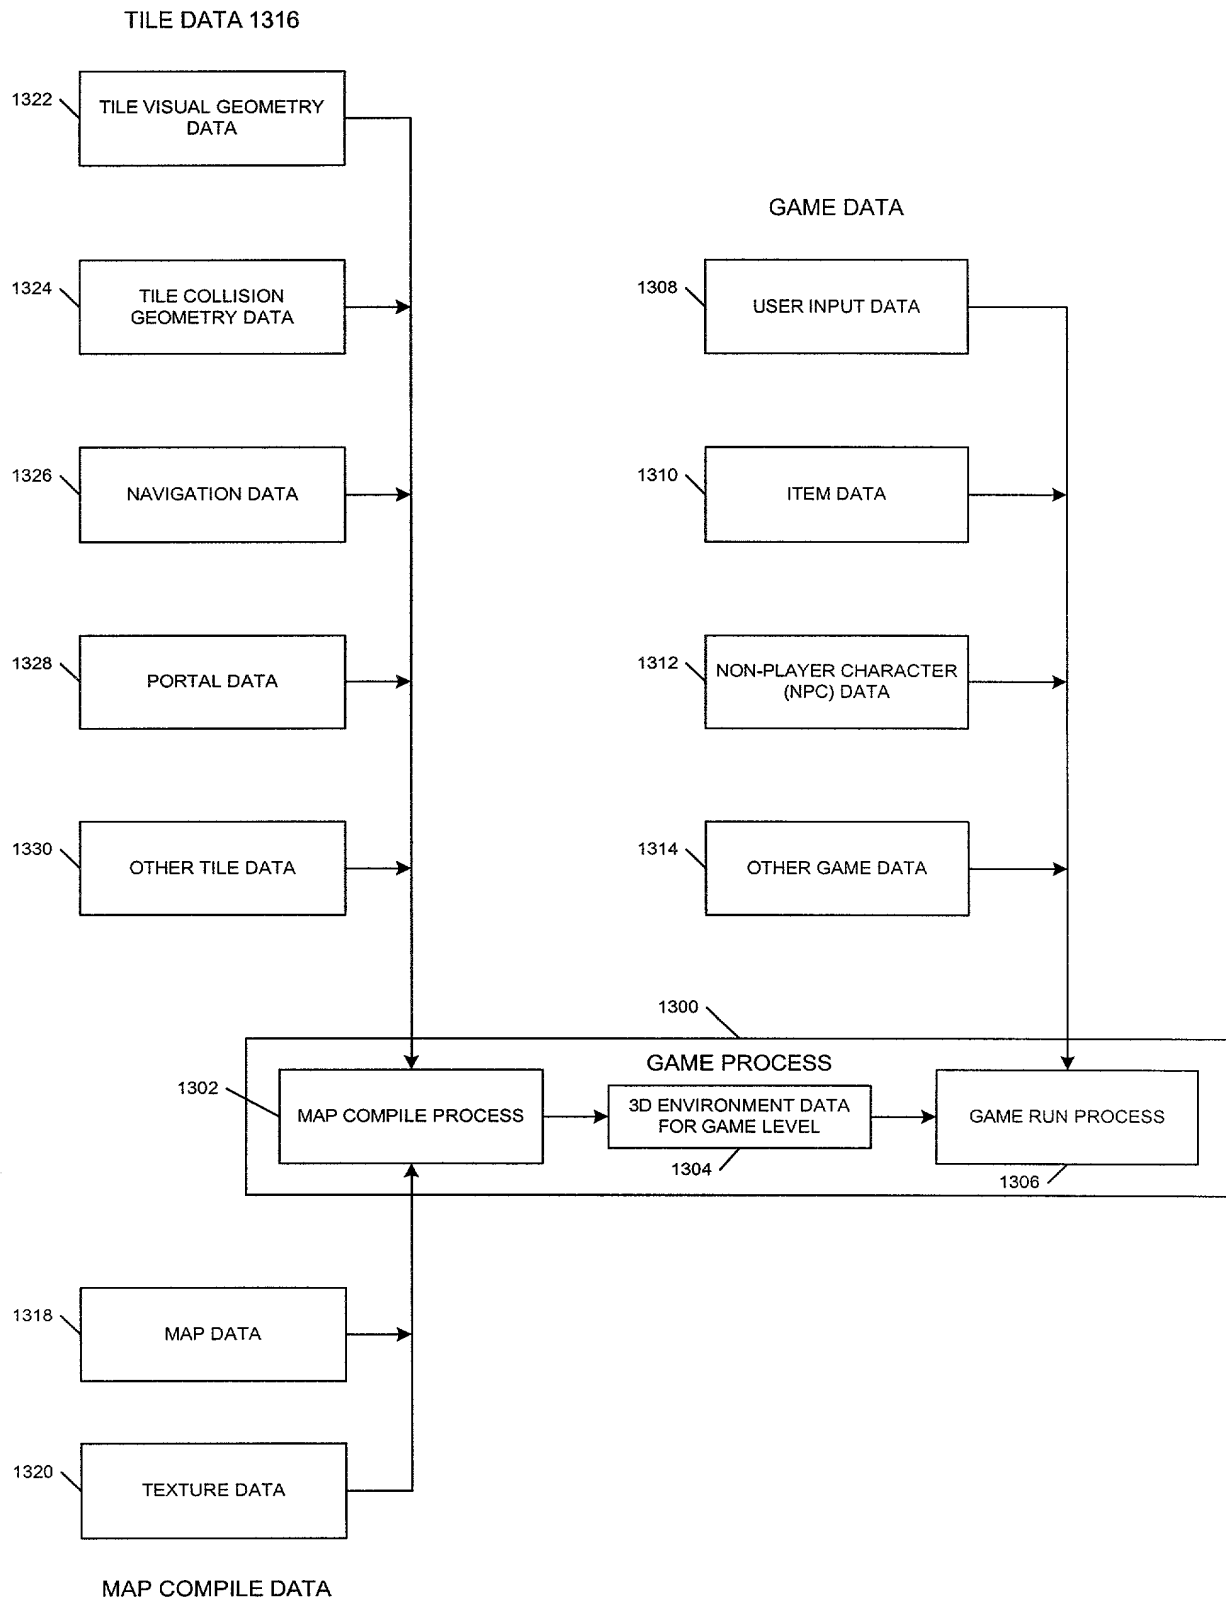 TILE DATA 1316
1322
TILE VISUAL GEOMETRY
DATA
1324
TILE COLLISION
GEOMETRY DATA
1326
NAVIGATION DATA
1328
PORTAL DATA
1330
OTHER TILE DATA
GAME DATA
1308
USER INPUT DATA
1310
ITEM DATA
1312
NON-PLAYER CHARACTER
(NPC) DATA
1314
OTHER GAME DATA
1300
GAME PROCESS
1302
MAP COMPILE PROCESS
3D ENVIRONMENT DATA
FOR GAME LEVEL
1304
GAME RUN PROCESS
1306
1318
MAP DATA
1320
TEXTURE DATA
MAP COMPILE DATA